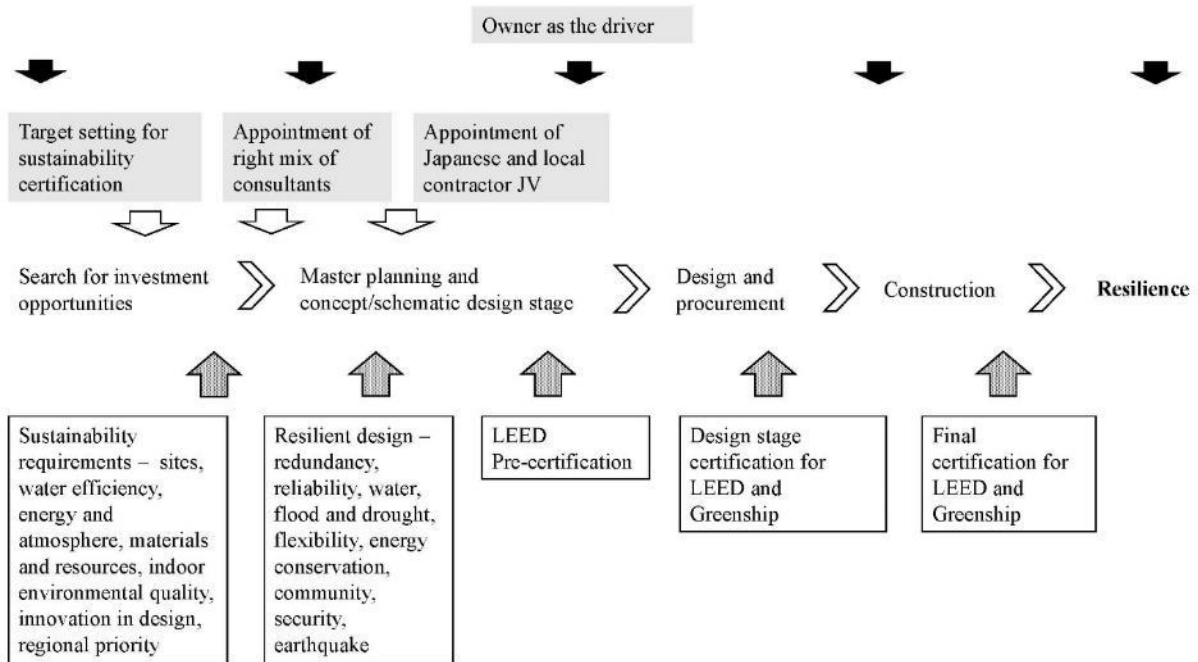 Owner as the driver
Target setting for
sustainability
certification
Appointment of
right mix of
consultants
Appointment of
Japanese and local
contractor JV
Search for investment
opportunities
Master planning and
concept/schematic design stage
Design and
procurement
Construction
Resilience
Sustainability
requirements – sites,
water efficiency,
energy and
atmosphere, materials
and resources, indoor
environmental quality,
innovation in design,
regional priority
Resilient design –
redundancy,
reliability, water,
flood and drought,
flexibility, energy
conservation,
community,
security,
earthquake
LEED
Pre-certification
Design stage
certification for
LEED and
Greenship
Final
certification for
LEED and
Greenship